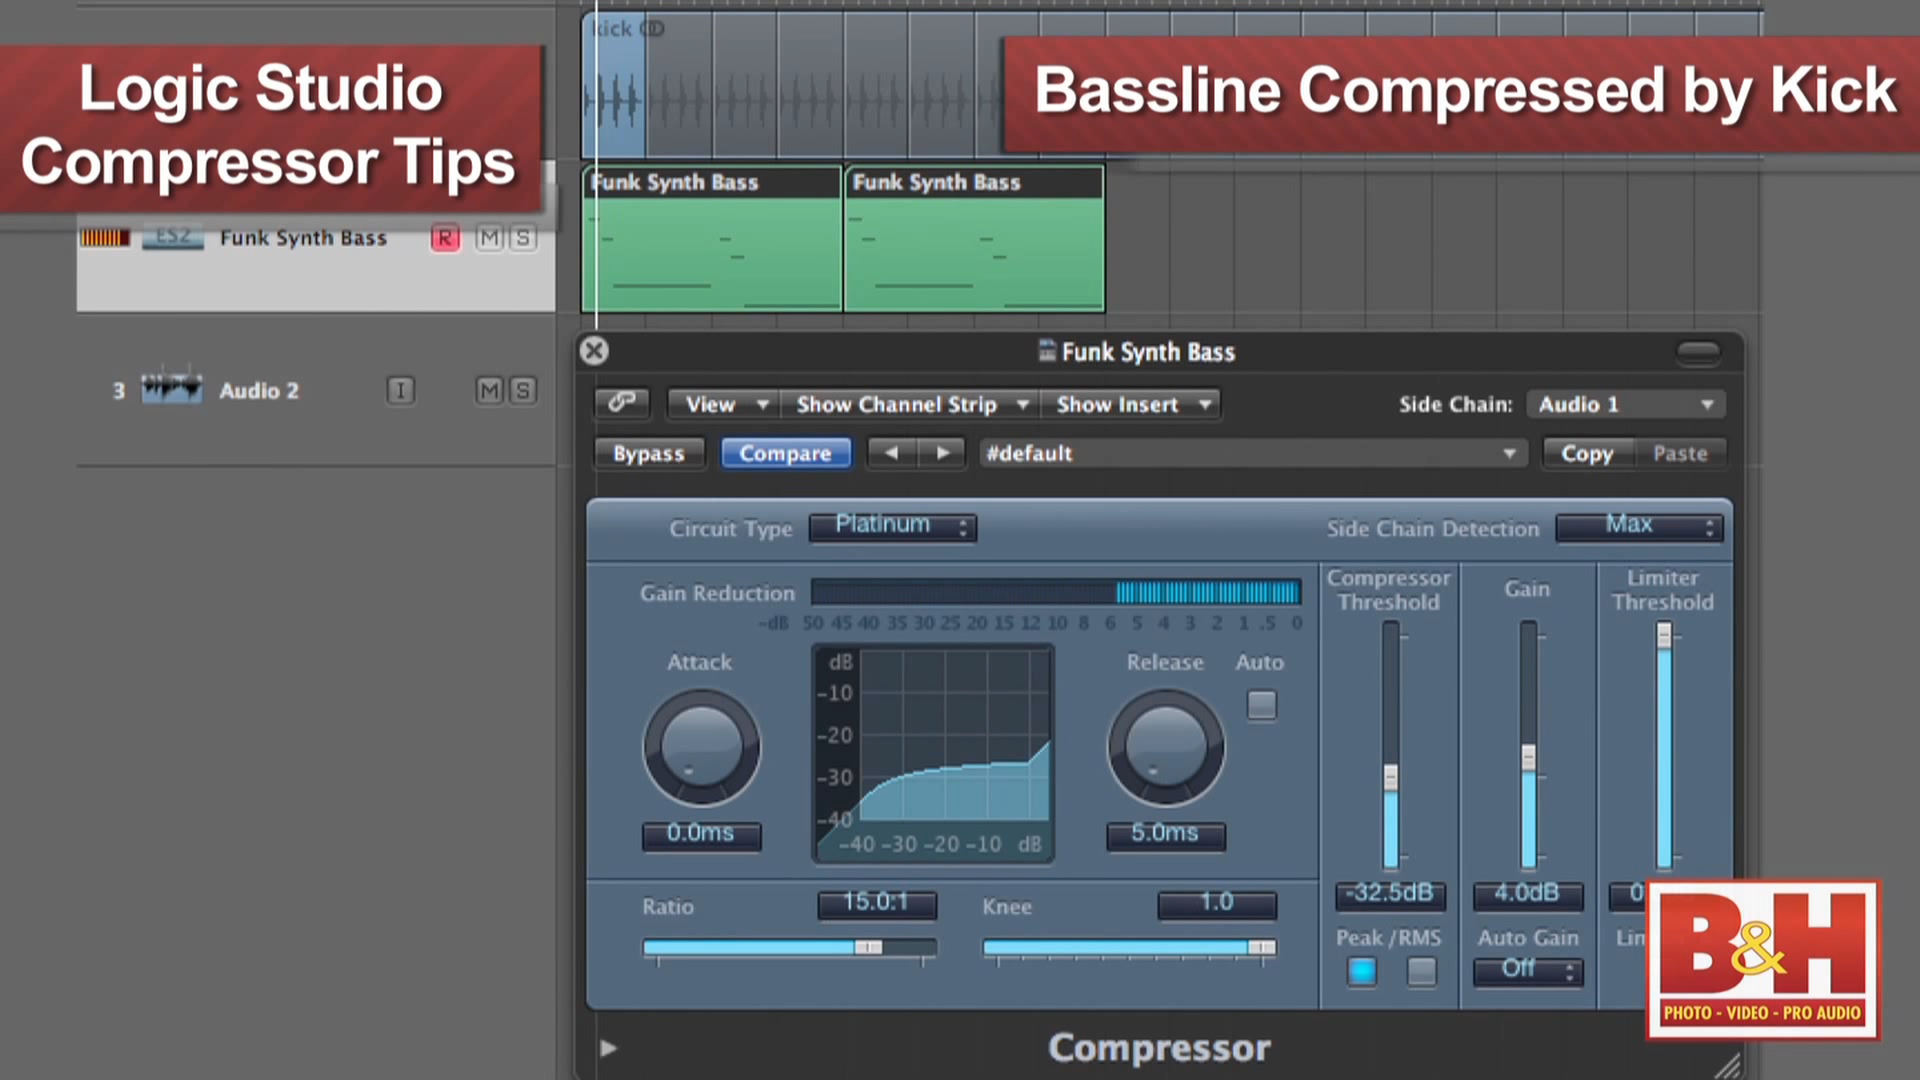 kick
Logic Studio
Compressor Tips
Bassline Compressed by Kick
Funk Synth Bass
Funk Synth Bass
ES2
Funk Synth Bass
R
M
S
3
Audio 2
I
M
S
Funk Synth Bass
View
Show Channel Strip
Show Insert
Side Chain:
Audio 1
Bypass
Compare
#default
Copy
Paste
Circuit Type
Platinum
Side Chain Detection
Max
Gain Reduction
-dB 50 45 40 35 30 25 20 15 12 10 8 6 5 4 3 2 1 .5 0
Attack
0.0ms
dB
-10
-20
-30
-40
-40 -30 -20 -10 dB
Release
Auto
5.0ms
Ratio
15.0:1
Knee
1.0
Compressor
Threshold
-32.5dB
Peak /RMS
Gain
4.0dB
Auto Gain
Off
Limiter
Threshold
B&H
PHOTO - VIDEO - PRO AUDIO
Compressor